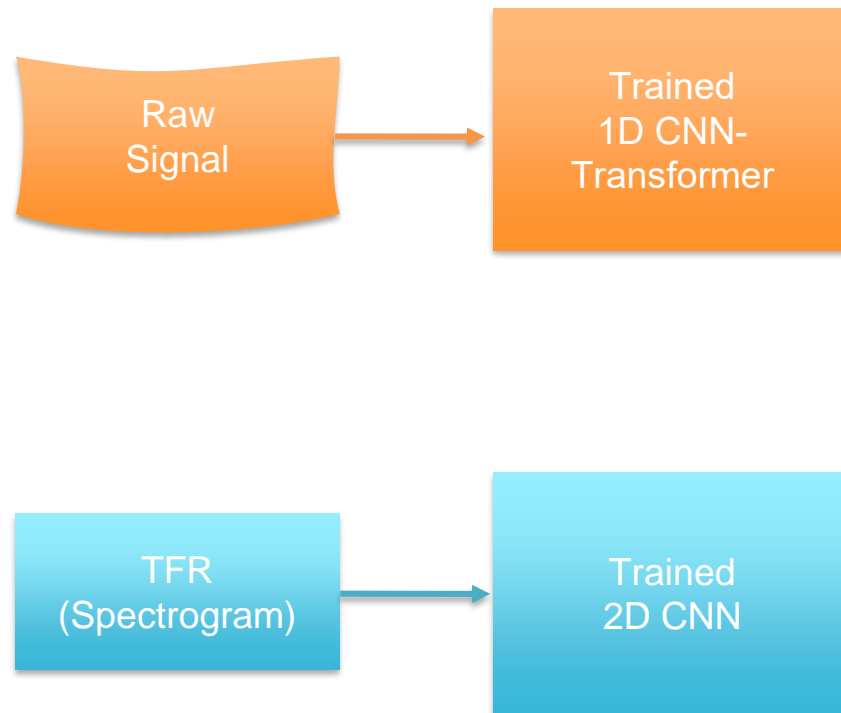 Raw
Signal
Trained
1D CNN-
Transformer
TFR
(Spectrogram)
Trained
2D CNN